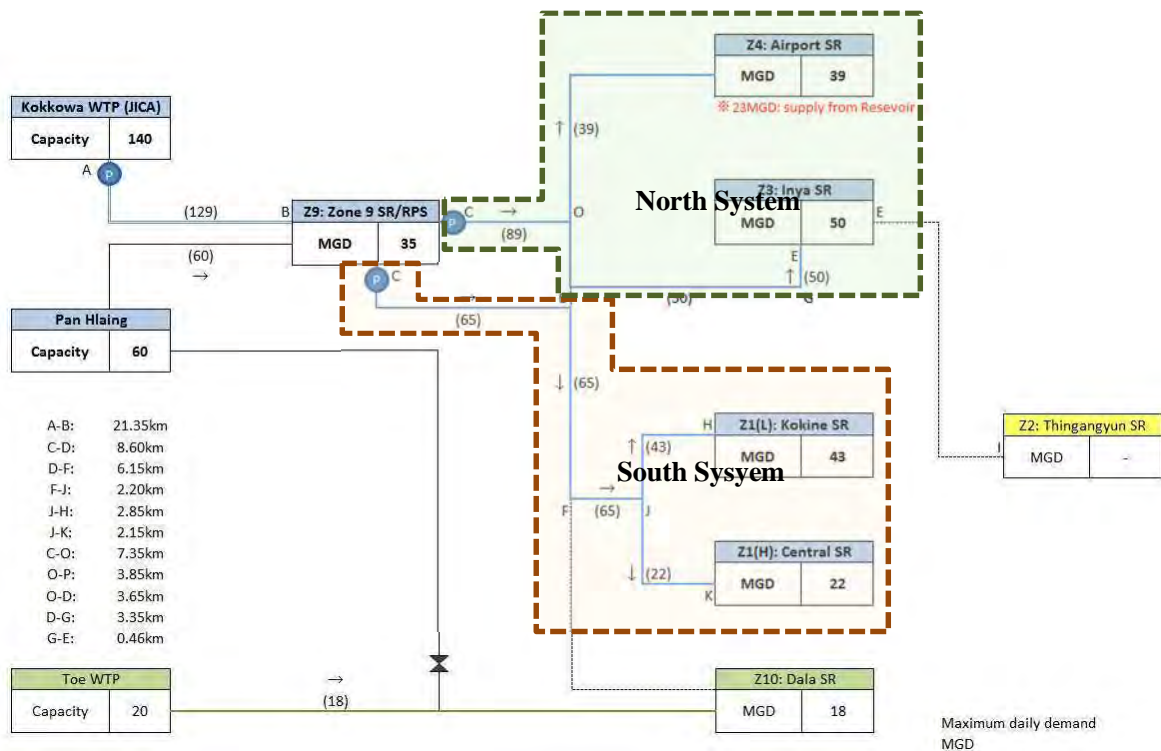 Z4: Airport SR
MGD 39
※ 23MGD: supply from Resevoir
Kokkowa WTP (JICA)
Capacity 140
A
P
↑ (39)
(129)
B
Z9: Zone 9 SR/RPS
MGD 35
P
C
→
(89)
O
North System
Z3: Inya SR
MGD 50
E
E
↑ (50)
(60)
→
P
C
→
(65)
(50)
G
Pan Hlaing
Capacity 60
↓ (65)
A-B: 21.35km
C-D: 8.60km
D-F: 6.15km
F-J: 2.20km
J-H: 2.85km
J-K: 2.15km
C-O: 7.35km
O-P: 3.85km
O-D: 3.65km
D-G: 3.35km
G-E: 0.46km
H
Z1(L): Kokine SR
MGD 43
↑ (43)
South Sysyem
Z2: Thingangyun SR
MGD -
I
F
→
(65)
J
Z1(H): Central SR
MGD 22
↓ (22)
K
Toe WTP
Capacity 20
→
(18)
Z10: Dala SR
MGD 18
Maximum daily demand
MGD